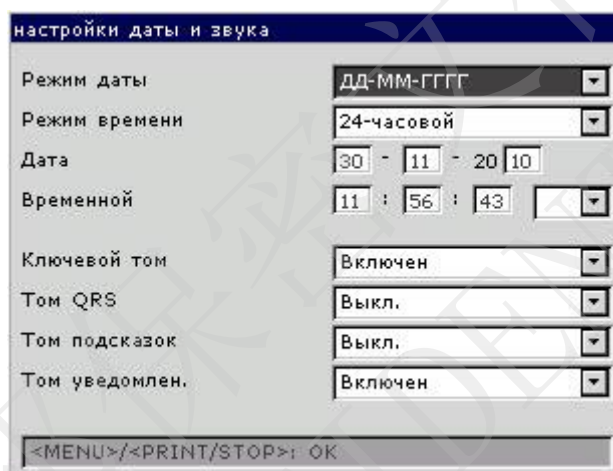 настройки даты и звука
Режим даты ДД-ММ-ГГГГ
Режим времени 24-часовой
Дата 30 - 11 - 20 10
Временной 11 : 56 : 43
Ключевой том Включен
Том QRS Выкл.
Том подсказок Выкл.
Том уведомлен. Включен
<MENU>/<PRINT/STOP>: OK